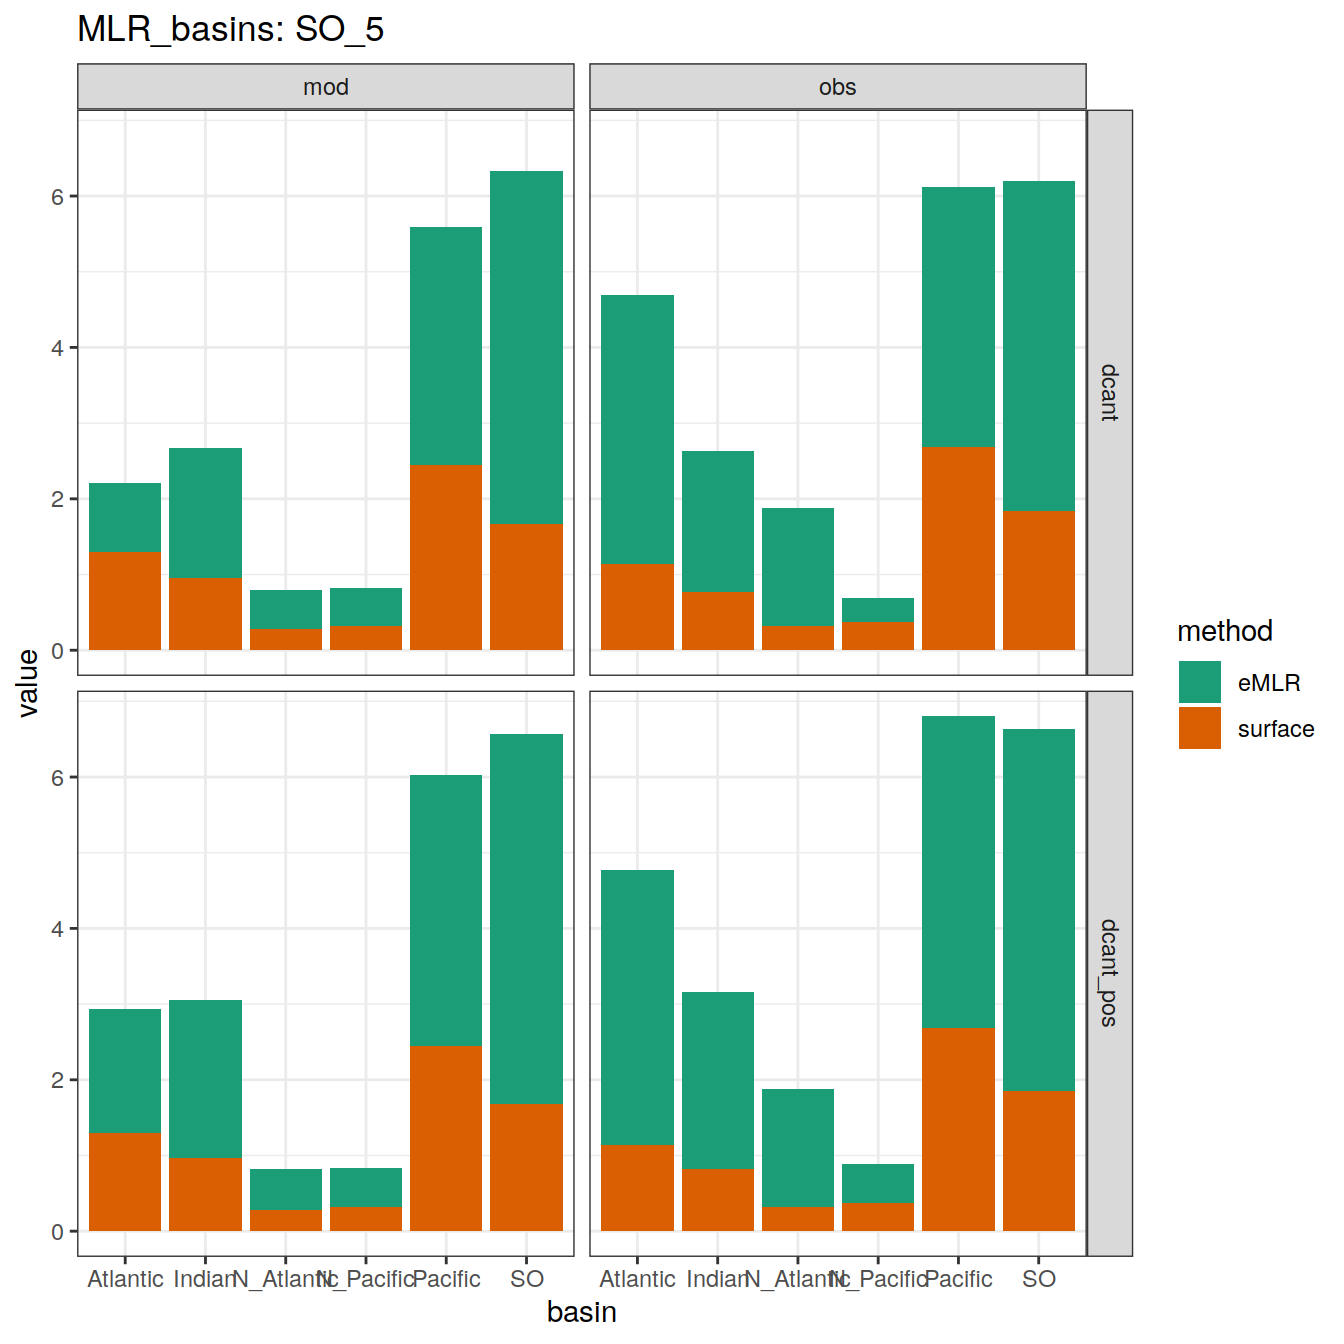 MLR_basins: SO_5
mod
obs
6
4
2
0
dcant
value
6
4
2
0
dcant_pos
method
eMLR
surface
Atlantic Indian N_Atlantic N_Pacific Pacific SO
Atlantic Indian N_Atlantic N_Pacific Pacific SO
basin